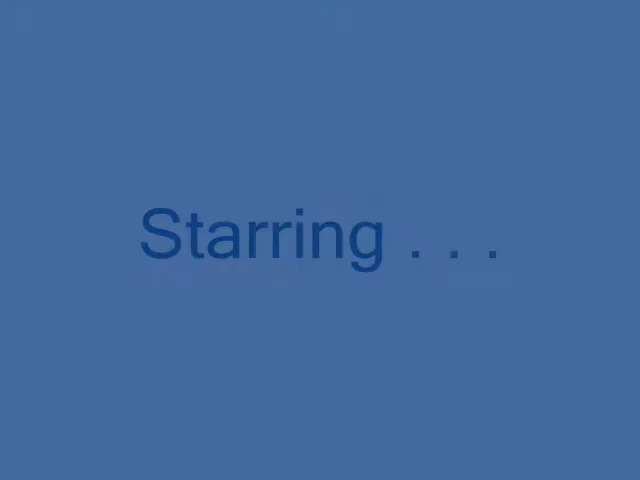 Starring . . .